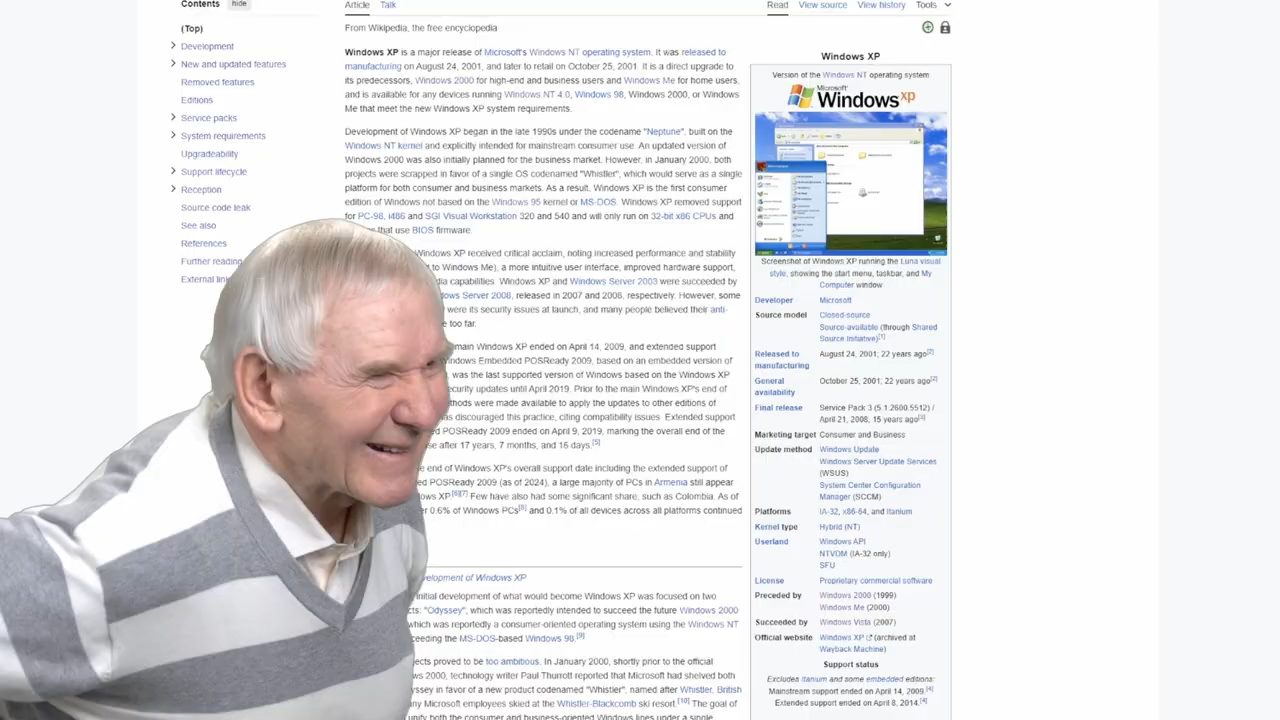 Contents hide
(Top)
Development
New and updated features
Removed features
Editions
Service packs
System requirements
Upgradeability
Support lifecycle
Reception
Source code leak
See also
References
Further reading
External
Article Talk
Read View source View history Tools
From Wikipedia, the free encyclopedia
Windows XP is a major release of Microsoft's Windows NT operating system. It was released to
manufacturing on August 24, 2001, and later to retail on October 25, 2001. It is a direct upgrade to
its predecessors, Windows 2000 for high-end and business users and Windows Me for home users,
and is available for any devices running Windows NT 4.0, Windows 98, Windows 2000, or Windows
Me that meet the new Windows XP system requirements.
Development of Windows XP began in the late 1990s under the codename "Neptune", built on the
Windows NT kernel and explicitly intended for mainstream consumer use. An updated version of
Windows 2000 was also initially planned for the business market. However, in January 2000, both
projects were scrapped in favor of a single OS codenamed "Whistler", which would serve as a single
platform for both consumer and business markets. As a result, Windows XP is the first consumer
edition of Windows not based on the Windows 95 kernel or MS-DOS. Windows XP removed support
for PC-98, i486 and SGI Visual Workstation 320 and 540 and will only run on 32-bit x86 CPUs and
that use BIOS firmware.
Windows XP received critical acclaim, noting increased performance and stability
to Windows Me), a more intuitive user interface, improved hardware support,
capabilities. Windows XP and Windows Server 2003 were succeeded by
Server 2008, released in 2007 and 2008, respectively. However, some
were its security issues at launch, and many people believed their anti-
too far.
main Windows XP ended on April 14, 2009, and extended support
Embedded POSReady 2009, based on an embedded version of
was the last supported version of Windows based on the Windows XP
security updates until April 2019. Prior to the main Windows XP's end of
were made available to apply the updates to other editions of
has discouraged this practice, citing compatibility issues. Extended support
POSReady 2009 ended on April 9, 2019, marking the overall end of the
after 17 years, 7 months, and 16 days.[5]
end of Windows XP's overall support date including the extended support of
POSReady 2009 (as of 2024), a large majority of PCs in Armenia still appear
XP[6][7] Few have also had some significant share, such as Colombia. As of
0.6% of Windows PCs[8] and 0.1% of all devices across all platforms continued
Development of Windows XP
initial development of what would become Windows XP was focused on two
"Odyssey", which was reportedly intended to succeed the future Windows 2000
which was reportedly a consumer-oriented operating system using the Windows NT
MS-DOS-based Windows 98.[9]
proved to be too ambitious. In January 2000, shortly prior to the official
2000, technology writer Paul Thurrott reported that Microsoft had shelved both
in favor of a new product codenamed "Whistler", named after Whistler, British
Microsoft employees skied at the Whistler-Blackcomb ski resort.[10] The goal of
both the consumer and business-oriented Windows lines under a single
Windows XP
Version of the Windows NT operating system
Microsoft
Windows xp
Screenshot of Windows XP running the Luna visual
style, showing the start menu, taskbar, and My
Computer window
Developer Microsoft
Source model Closed-source
Source-available (through Shared
Source Initiative)[1]
Released to manufacturing August 24, 2001; 22 years ago[2]
General availability October 25, 2001; 22 years ago[2]
Final release Service Pack 3 (5.1.2600.5512) /
April 21, 2008, 15 years ago[3]
Marketing target Consumer and Business
Update method Windows Update
Windows Server Update Services
(WSUS)
System Center Configuration
Manager (SCCM)
Platforms IA-32, x86-64, and Itanium
Kernel type Hybrid (NT)
Userland Windows API
NTVDM (IA-32 only)
SFU
License Proprietary commercial software
Preceded by Windows 2000 (1999)
Windows Me (2000)
Succeeded by Windows Vista (2007)
Official website Windows XP (archived at
Wayback Machine)
Support status
Excludes Itanium and some embedded editions:
Mainstream support ended on April 14, 2009.[4]
Extended support ended on April 8, 2014.[4]